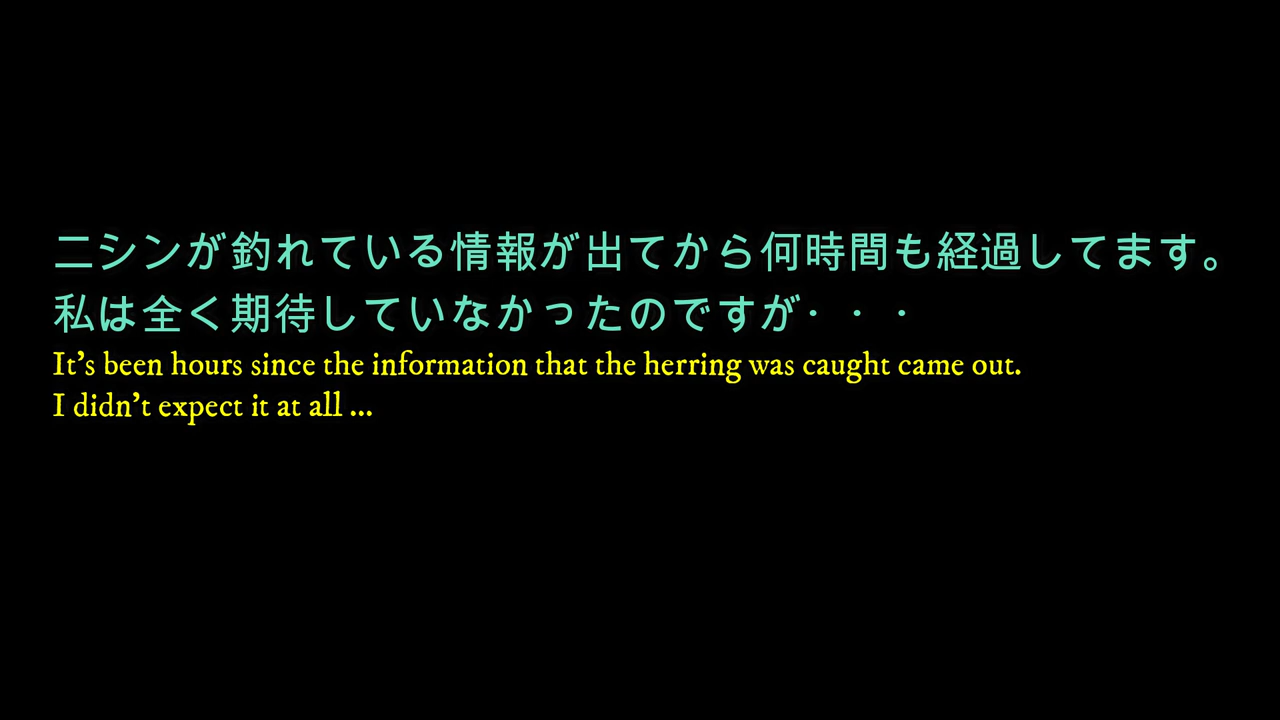 ニシンが釣れている情報が出てから何時間も経過してます。
私は全く期待していなかったのですが・・・
It's been hours since the information that the herring was caught came out.
I didn't expect it at all ...